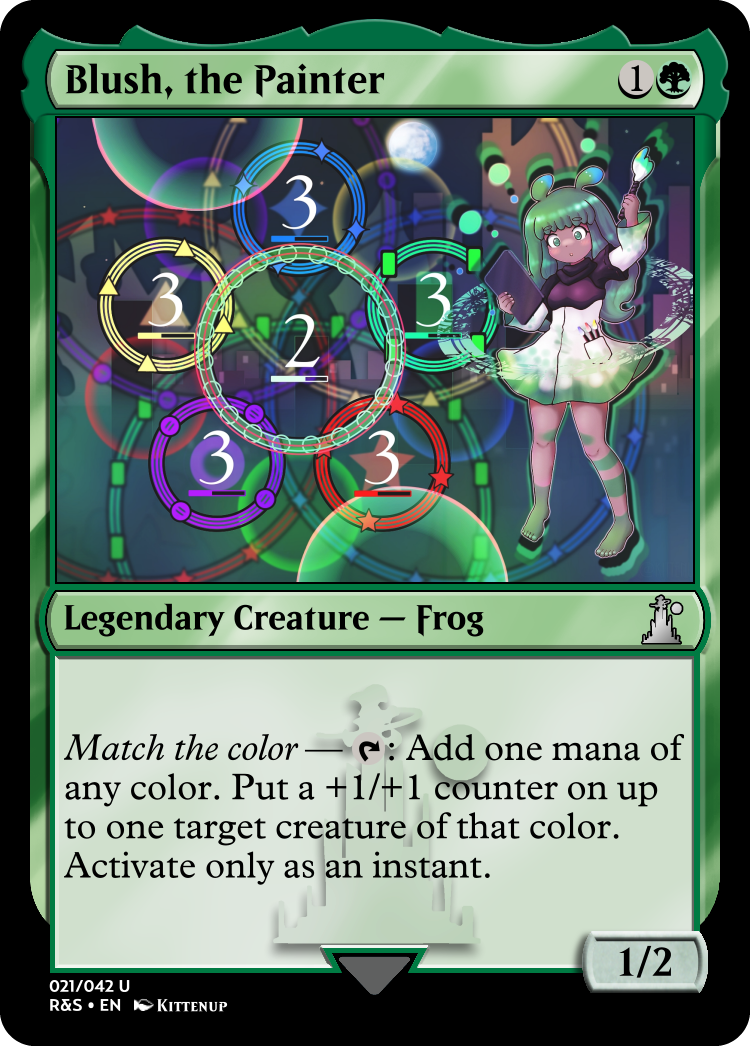 Blush, the Painter 1
3
3 3
2
3 3
Legendary Creature — Frog
Match the color — : Add one mana of
any color. Put a +1/+1 counter on up
to one target creature of that color.
Activate only as an instant.
1/2
021/042 U
R&S • EN KITTENUP